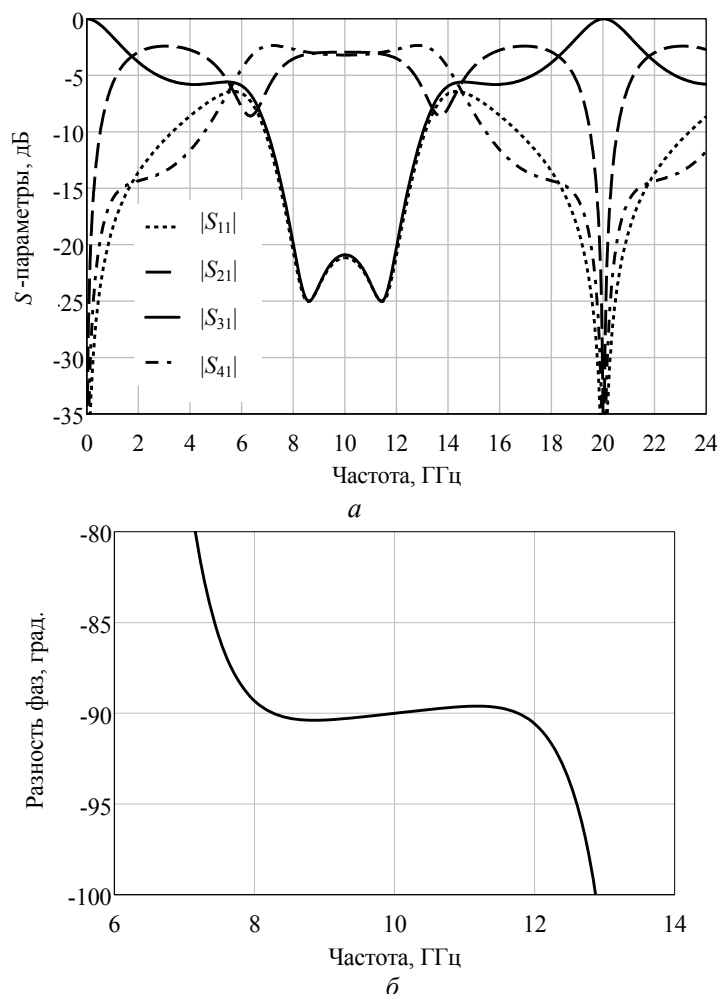 0
-5
-10
-15
-20
-25
-30
-35
S-параметры, дБ
|S11|
|S21|
|S31|
|S41|
0 2 4 6 8 10 12 14 16 18 20 22 24
Частота, ГГц
а
-80
-85
-90
-95
-100
Разность фаз, град.
6 8 10 12 14
Частота, ГГц
б